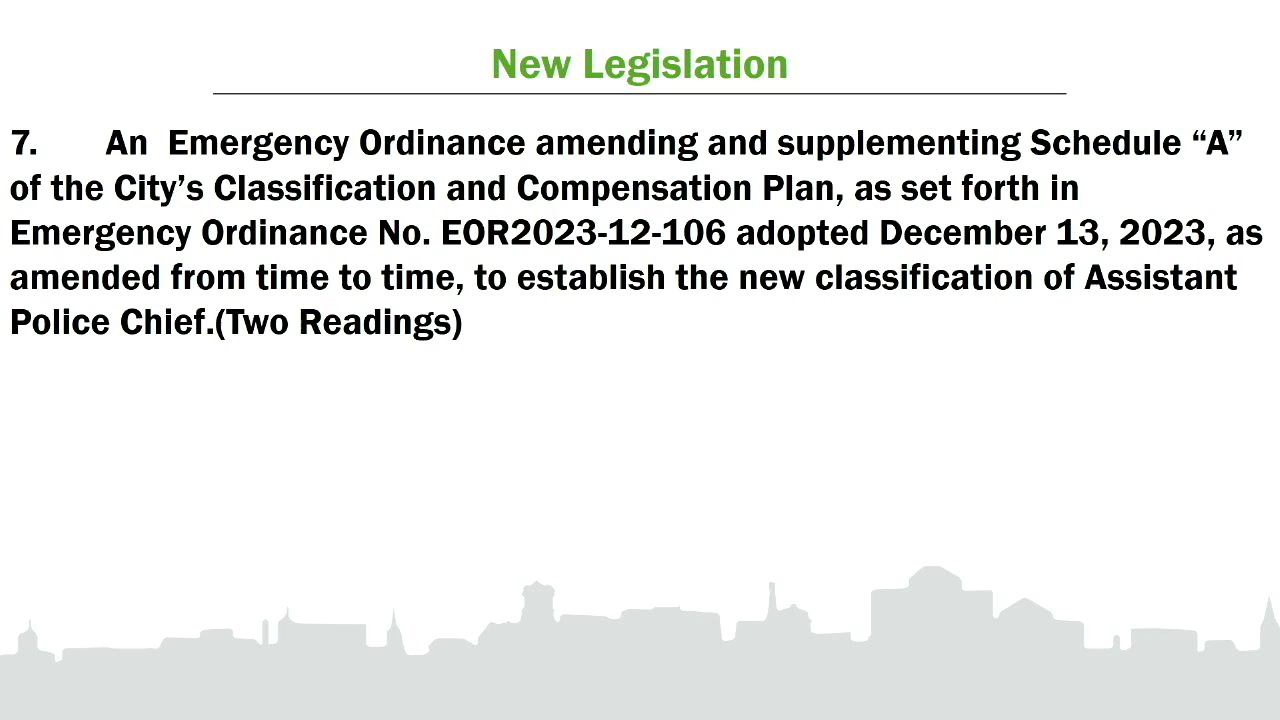 New Legislation
7. An Emergency Ordinance amending and supplementing Schedule “A”
of the City’s Classification and Compensation Plan, as set forth in
Emergency Ordinance No. EOR2023-12-106 adopted December 13, 2023, as
amended from time to time, to establish the new classification of Assistant
Police Chief.(Two Readings)